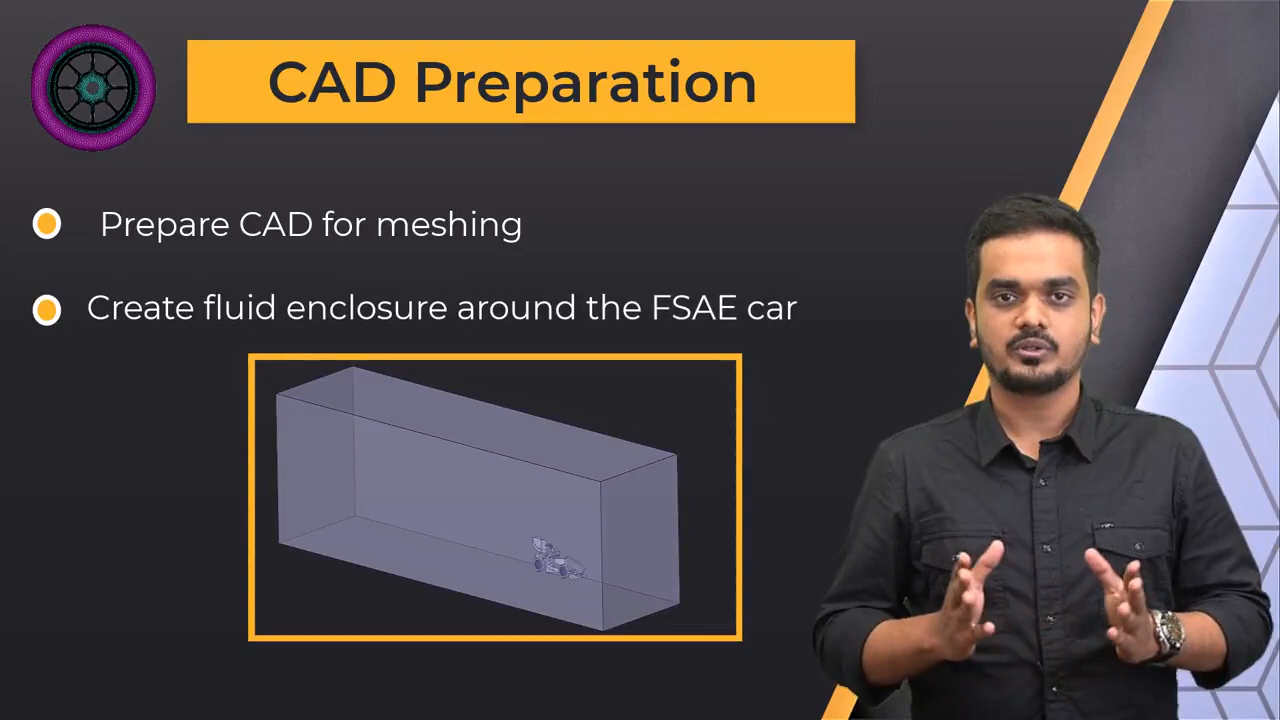 CAD Preparation
Prepare CAD for meshing
Create fluid enclosure around the FSAE car